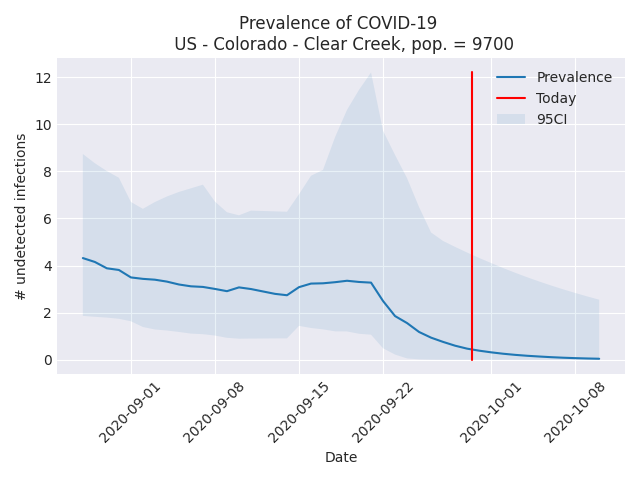 Prevalence of COVID-19
US - Colorado - Clear Creek, pop. = 9700
Prevalence
Today
95CI
# undetected infections
12
10
8
6
4
2
0
2020-09-01
2020-09-08
2020-09-15
2020-09-22
2020-10-01
2020-10-08
Date